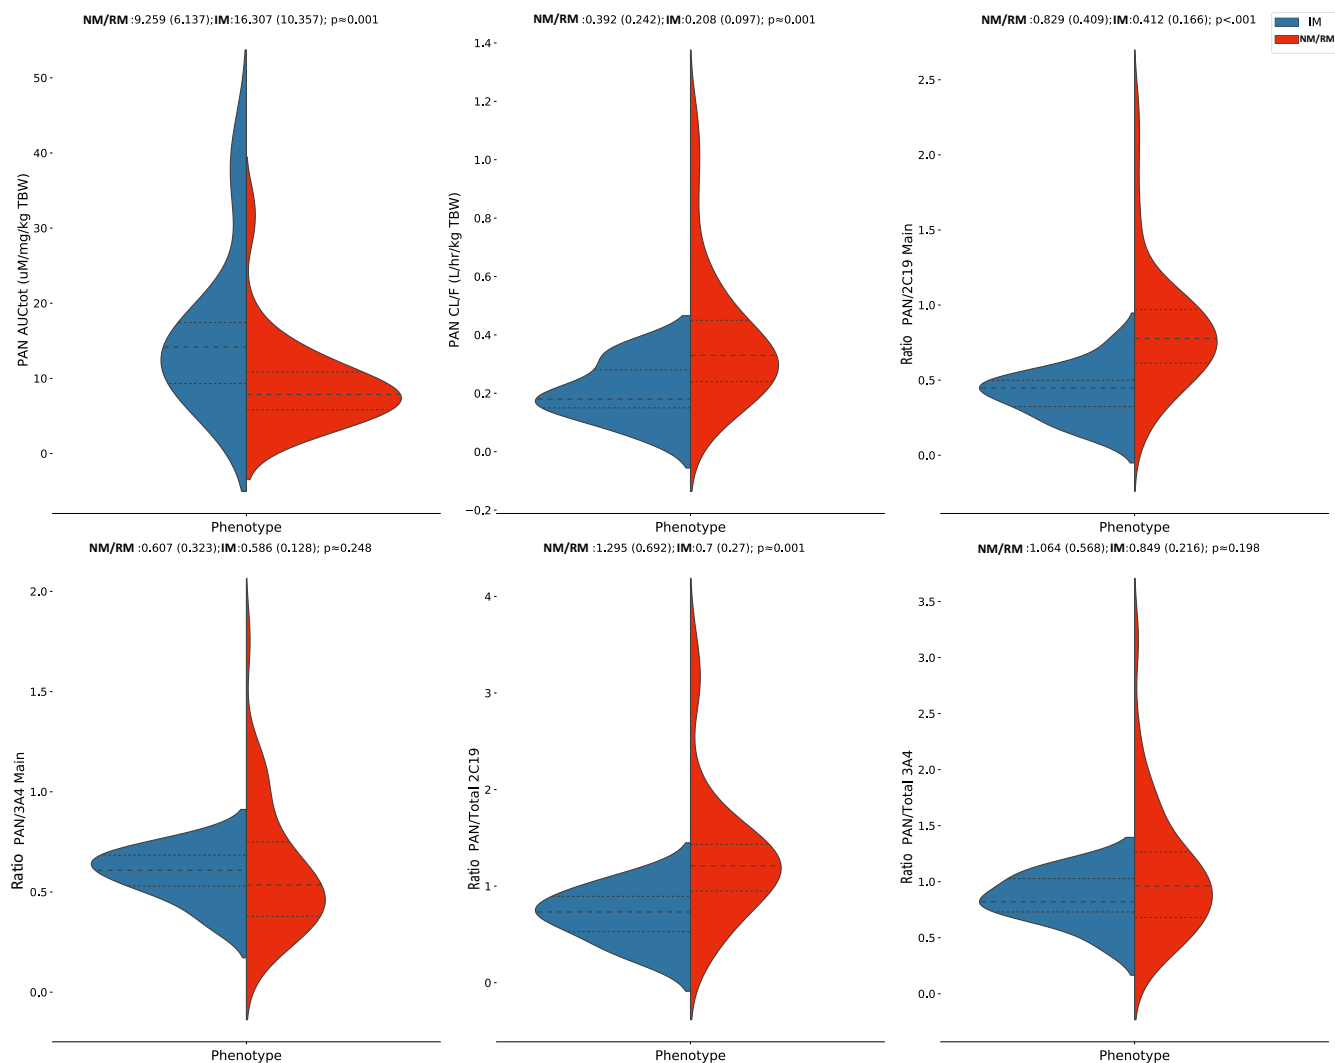 NM/RM :9.259 (6.137);IM:16.307 (10.357); p≈0.001
NM/RM :0.392 (0.242);IM:0.208 (0.097); p≈0.001
NM/RM :0.829 (0.409);IM:0.412 (0.166); p<.001
IM
NM/RM
PAN AUCtot (uM/mg/kg TBW)
50
40
30
20
10
0
Phenotype
PAN CL/F (L/hr/kg TBW)
1.4
1.2
1.0
0.8
0.6
0.4
0.2
0.0
−0.2
Phenotype
Ratio PAN/2C19 Main
2.5
2.0
1.5
1.0
0.5
0.0
Phenotype
NM/RM :0.607 (0.323);IM:0.586 (0.128); p≈0.248
NM/RM :1.295 (0.692);IM:0.7 (0.27); p≈0.001
NM/RM :1.064 (0.568);IM:0.849 (0.216); p≈0.198
Ratio PAN/3A4 Main
2.0
1.5
1.0
0.5
0.0
Phenotype
Ratio PAN/Total 2C19
4
3
2
1
0
Phenotype
Ratio PAN/Total 3A4
3.5
3.0
2.5
2.0
1.5
1.0
0.5
0.0
Phenotype